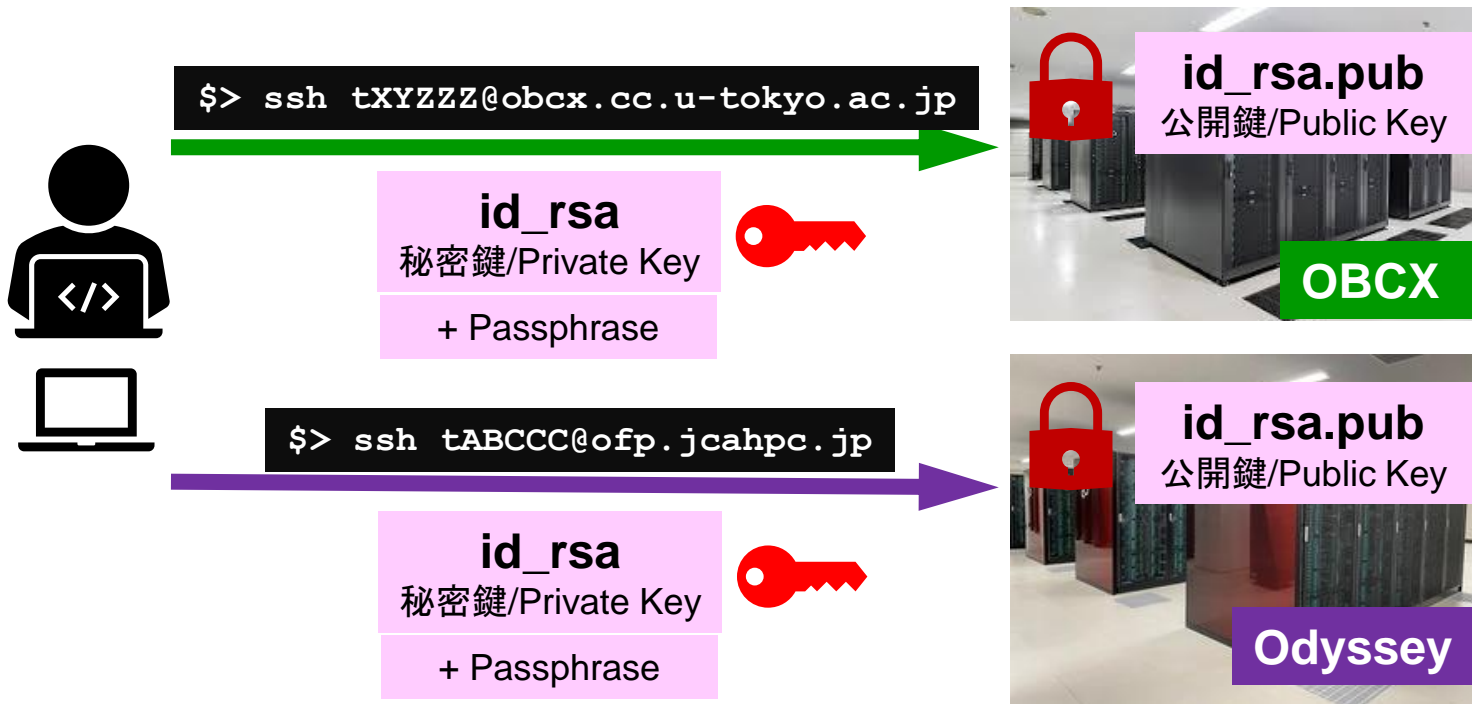 $> ssh tXYZZZ@obcx.cc.u-tokyo.ac.jp
id_rsa
秘密鍵/Private Key
+ Passphrase
id_rsa.pub
公開鍵/Public Key
OBCX
</>
$> ssh tABCCC@ofp.jcahpc.jp
id_rsa
秘密鍵/Private Key
+ Passphrase
id_rsa.pub
公開鍵/Public Key
Odyssey